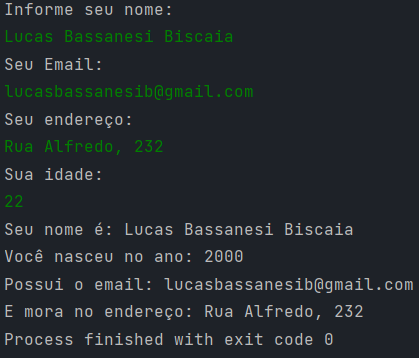 Informe seu nome:
Lucas Bassanesi Biscaia
Seu Email:
lucasbassanesib@gmail.com
Seu endereço:
Rua Alfredo, 232
Sua idade:
22
Seu nome é: Lucas Bassanesi Biscaia
Você nasceu no ano: 2000
Possui o email: lucasbassanesib@gmail.com
E mora no endereço: Rua Alfredo, 232
Process finished with exit code 0